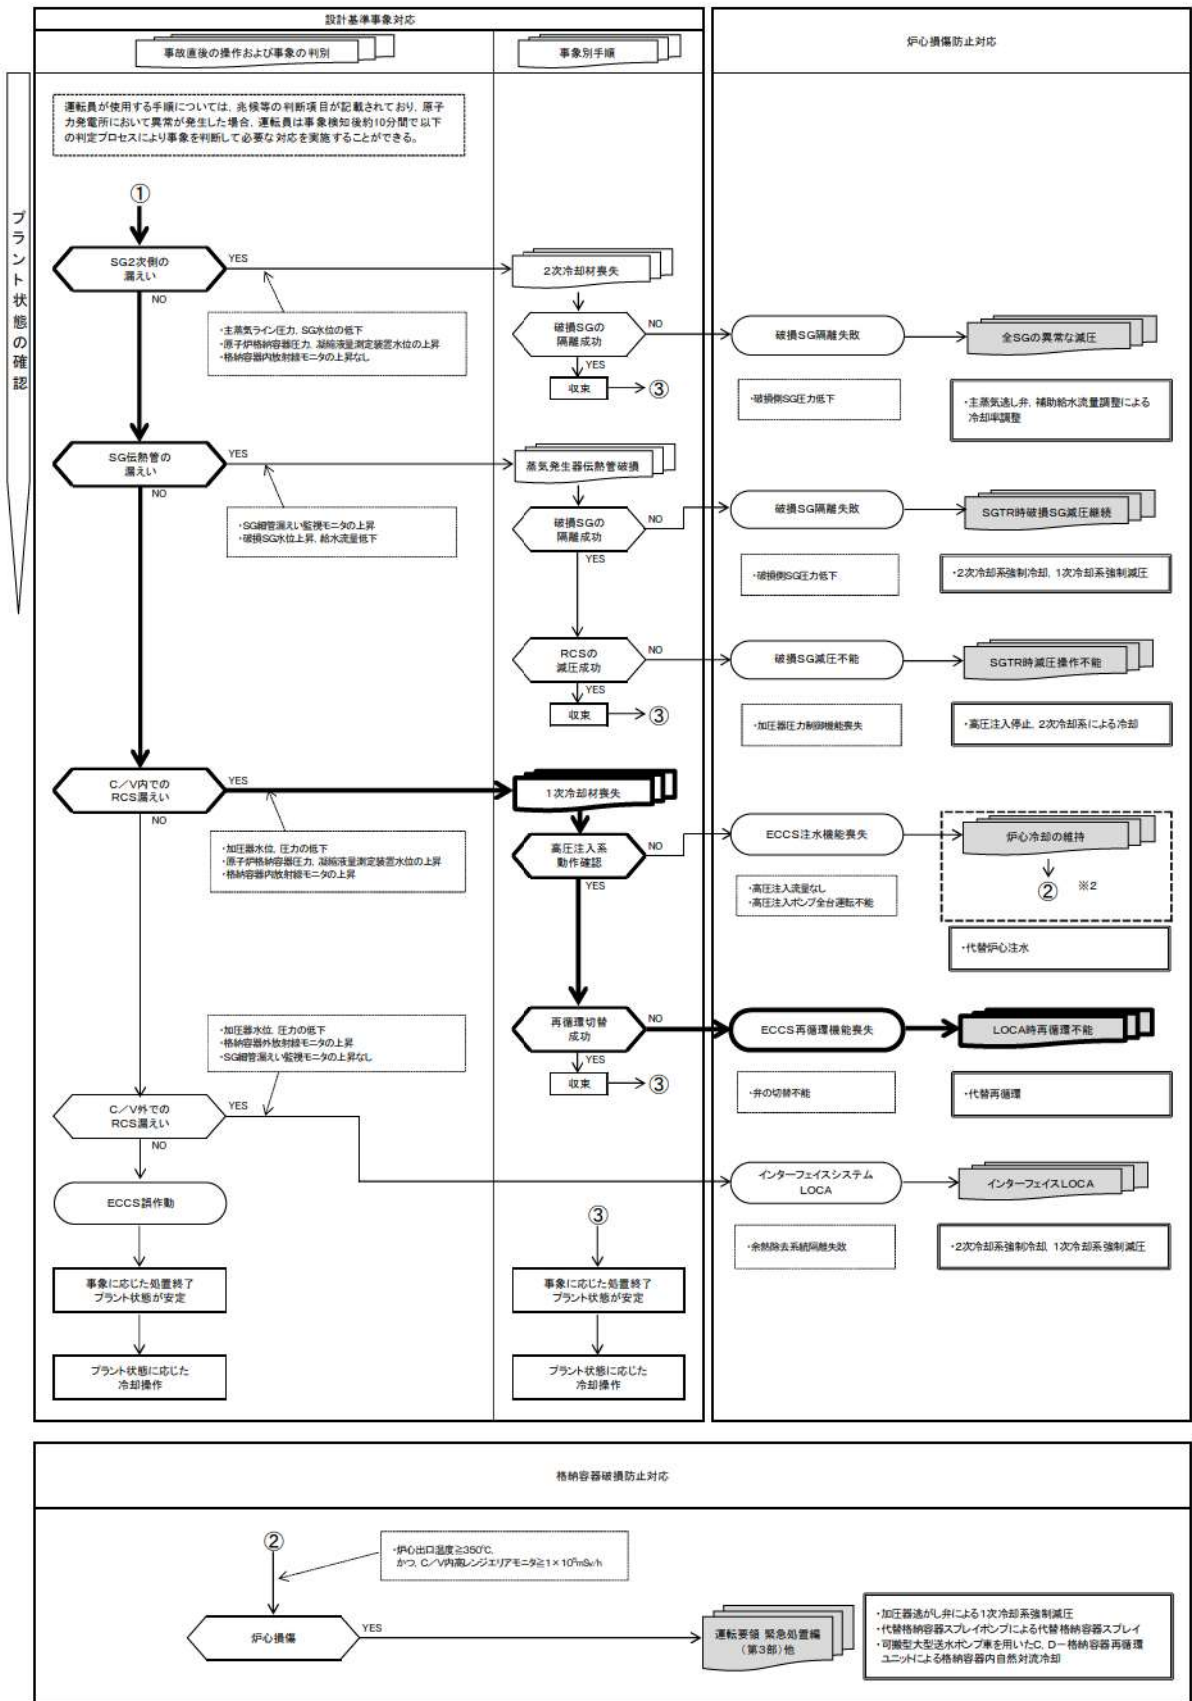 設計基準事象対応
事故直後の操作および事象の判別
事象別手順
炉心損傷防止対応
プラント状態の確認
運転員が使用する手順については、兆候等の判断項目が記載されており、原子
力発電所において異常が発生した場合、運転員は事象検知後約10分間で以下
の判定プロセスにより事象を判断して必要な対応を実施することができる。
①
SG2次側の
漏えい
YES
NO
・主蒸気ライン圧力、SG水位の低下
・原子炉格納容器圧力、凝縮液量測定装置水位の上昇
・格納容器内放射線モニタの上昇なし
2次冷却材喪失
破損SGの
隔離成功
NO
YES
収束
③
破損SG隔離失敗
全SGの異常な減圧
・破損側SG圧力低下
・主蒸気逃し弁、補助給水流量調整による
冷却率調整
SG伝熱管の
漏えい
YES
NO
・SG細管漏えい監視モニタの上昇
・破損SG水位上昇、給水流量低下
蒸気発生器伝熱管破損
破損SGの
隔離成功
NO
YES
破損SG隔離失敗
SGTR時破損SG減圧継続
・破損側SG圧力低下
・2次冷却系強制冷却、1次冷却系強制減圧
RCSの
減圧成功
NO
YES
収束
③
破損SG減圧不能
SGTR時減圧操作不能
・加圧器圧力制御機能喪失
・高圧注入停止、2次冷却系による冷却
C/V内での
RCS漏えい
YES
NO
・加圧器水位、圧力の低下
・原子炉格納容器圧力、凝縮液量測定装置水位の上昇
・格納容器内放射線モニタの上昇
1次冷却材喪失
高圧注入系
動作確認
NO
YES
ECCS注水機能喪失
炉心冷却の維持
② ※2
・高圧注入流量なし
・高圧注入ポンプ全台運転不能
・代替炉心注水
再循環切替
成功
NO
YES
収束
③
ECCS再循環機能喪失
LOCA時再循環不能
・弁の切替不能
・代替再循環
・加圧器水位、圧力の低下
・格納容器外放射線モニタの上昇
・SG細管漏えい監視モニタの上昇なし
C/V外での
RCS漏えい
YES
NO
インターフェイスシステム
LOCA
インターフェイスLOCA
・余熱除去系統隔離失敗
・2次冷却系強制冷却、1次冷却系強制減圧
ECCS誤作動
事象に応じた処置終了
プラント状態が安定
プラント状態に応じた
冷却操作
③
事象に応じた処置終了
プラント状態が安定
プラント状態に応じた
冷却操作
格納容器破損防止対応
②
・炉心出口温度≧350℃、
かつ、C/V内高レンジエリアモニタ≧1×10⁵mSv/h
炉心損傷
YES
運転要領 緊急処置編
（第3部）他
・加圧器逃がし弁による1次冷却系強制減圧
・代替格納容器スプレイポンプによる代替格納容器スプレイ
・可搬型大型送水ポンプ車を用いたC、D－格納容器再循環
ユニットによる格納容器内自然対流冷却